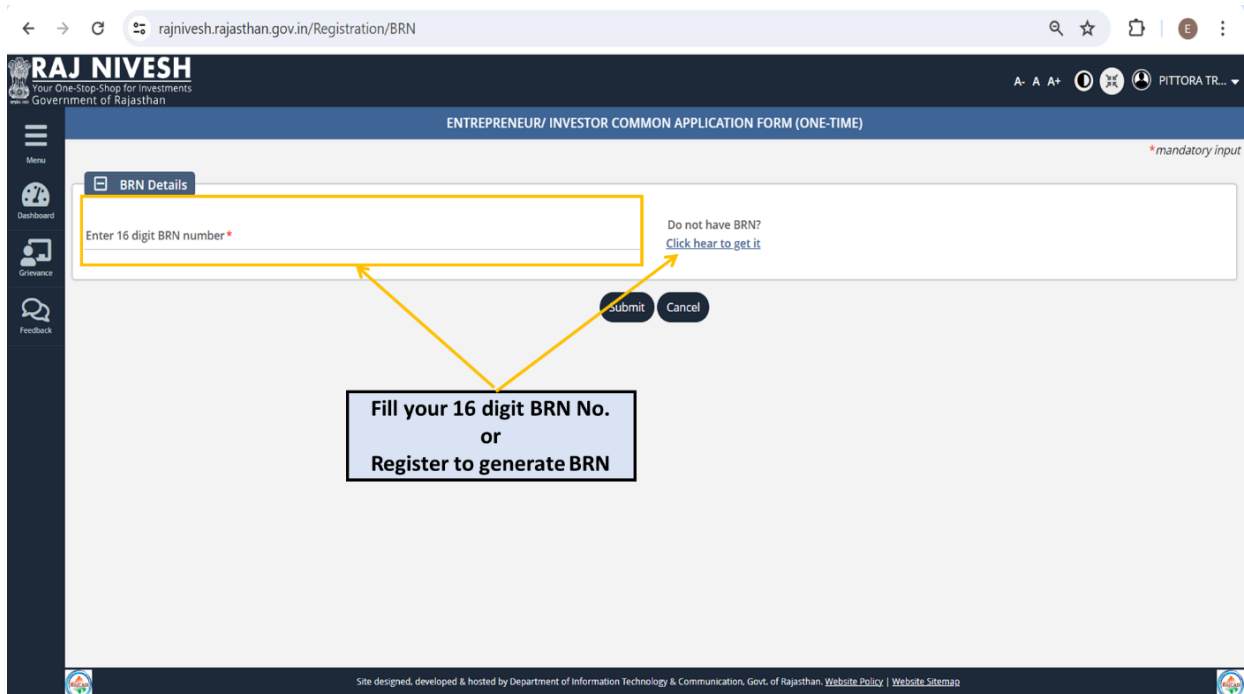 rajnivesh.rajasthan.gov.in/Registration/BRN
E
RAJ NIVESH
Your One-Stop-Shop for Investments
Government of Rajasthan
A- A A+
PITTORA TR...
ENTREPRENEUR/ INVESTOR COMMON APPLICATION FORM (ONE-TIME)
*mandatory input
Menu
Dashboard
Grievance
Feedback
BRN Details
Enter 16 digit BRN number*
Do not have BRN?
Click hear to get it
Submit Cancel
Fill your 16 digit BRN No.
or
Register to generate BRN
Site designed, developed & hosted by Department of Information Technology & Communication, Govt. of Rajasthan. Website Policy | Website Sitemap